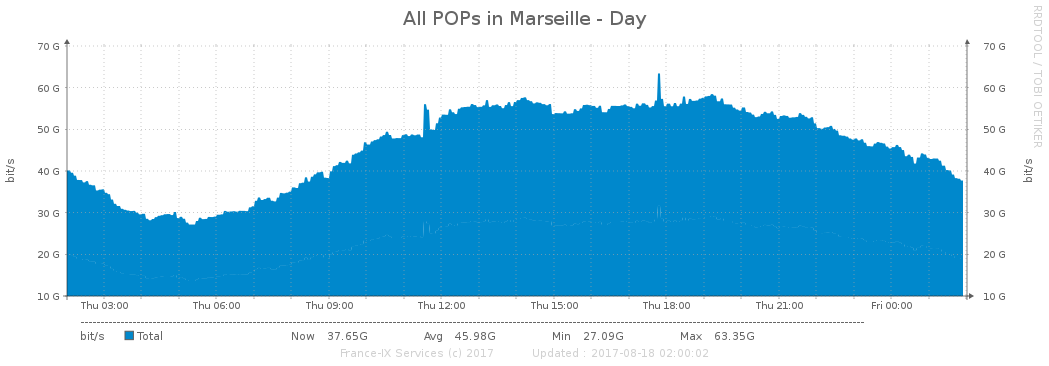 All POPs in Marseille - Day
RRDTOOL / TOBI OETIKER
70 G 70 G
60 G 60 G
50 G 50 G
40 G 40 G
30 G 30 G
20 G 20 G
10 G 10 G
bit/s
bit/s
Thu 03:00 Thu 06:00 Thu 09:00 Thu 12:00 Thu 15:00 Thu 18:00 Thu 21:00 Fri 00:00
bit/s Total Now 37.65G Avg 45.98G Min 27.09G Max 63.35G
France-IX Services (c) 2017 Updated : 2017-08-18 02:00:02